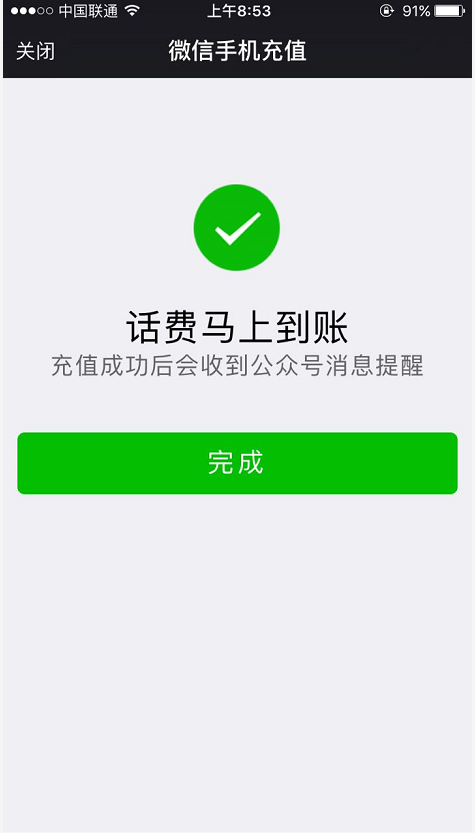 中国联通 上午8:53 91%
关闭 微信手机充值
话费马上到账
充值成功后会收到公众号消息提醒
完成